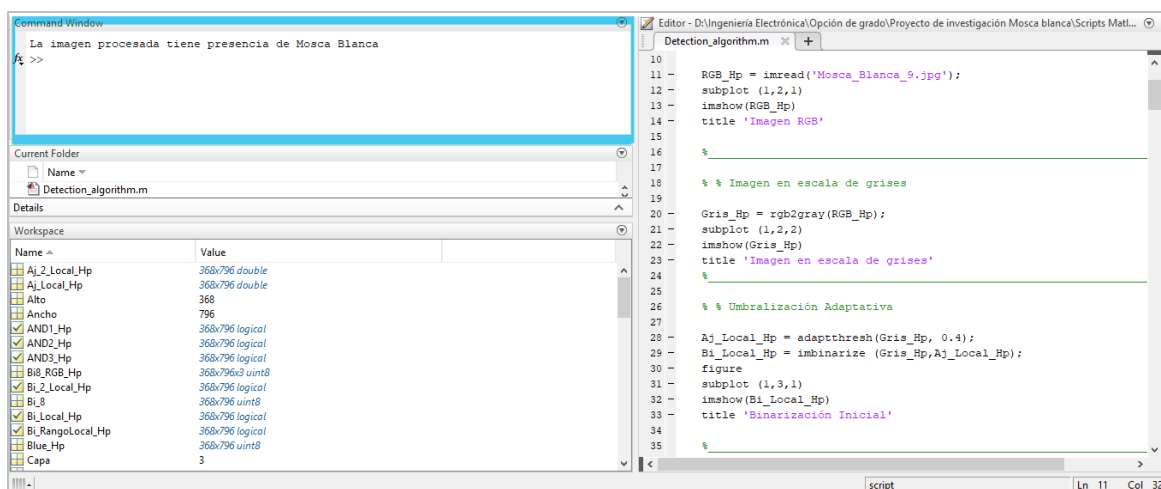 Command Window
La imagen procesada tiene presencia de Mosca Blanca
fx >>
Current Folder
Name
Detection_algorithm.m
Details
Workspace
Name Value
Aj_2_Local_Hp 368x796 double
Aj_Local_Hp 368x796 double
Alto 368
Ancho 796
AND1_Hp 368x796 logical
AND2_Hp 368x796 logical
AND3_Hp 368x796 logical
Bi8_RGB_Hp 368x796x3 uint8
Bi_2_Local_Hp 368x796 logical
Bi_8 368x796 uint8
Bi_Local_Hp 368x796 logical
Bi_RangoLocal_Hp 368x796 logical
Blue_Hp 368x796 uint8
Capa 3
Editor - D:\Ingeniería Electrónica\Opción de grado\Proyecto de investigación Mosca blanca\Scripts Matl...
Detection_algorithm.m
10
11 - RGB_Hp = imread('Mosca_Blanca_9.jpg');
12 - subplot (1,2,1)
13 - imshow(RGB_Hp)
14 - title 'Imagen RGB'
15
16 %
17
18 % % Imagen en escala de grises
19
20 - Gris_Hp = rgb2gray(RGB_Hp);
21 - subplot (1,2,2)
22 - imshow(Gris_Hp)
23 - title 'Imagen en escala de grises'
24 %
25
26 % % Umbralización Adaptativa
27
28 - Aj_Local_Hp = adaptthresh(Gris_Hp, 0.4);
29 - Bi_Local_Hp = imbinarize (Gris_Hp,Aj_Local_Hp);
30 - figure
31 - subplot (1,3,1)
32 - imshow(Bi_Local_Hp)
33 - title 'Binarización Inicial'
34
35 %
script Ln 11 Col 32